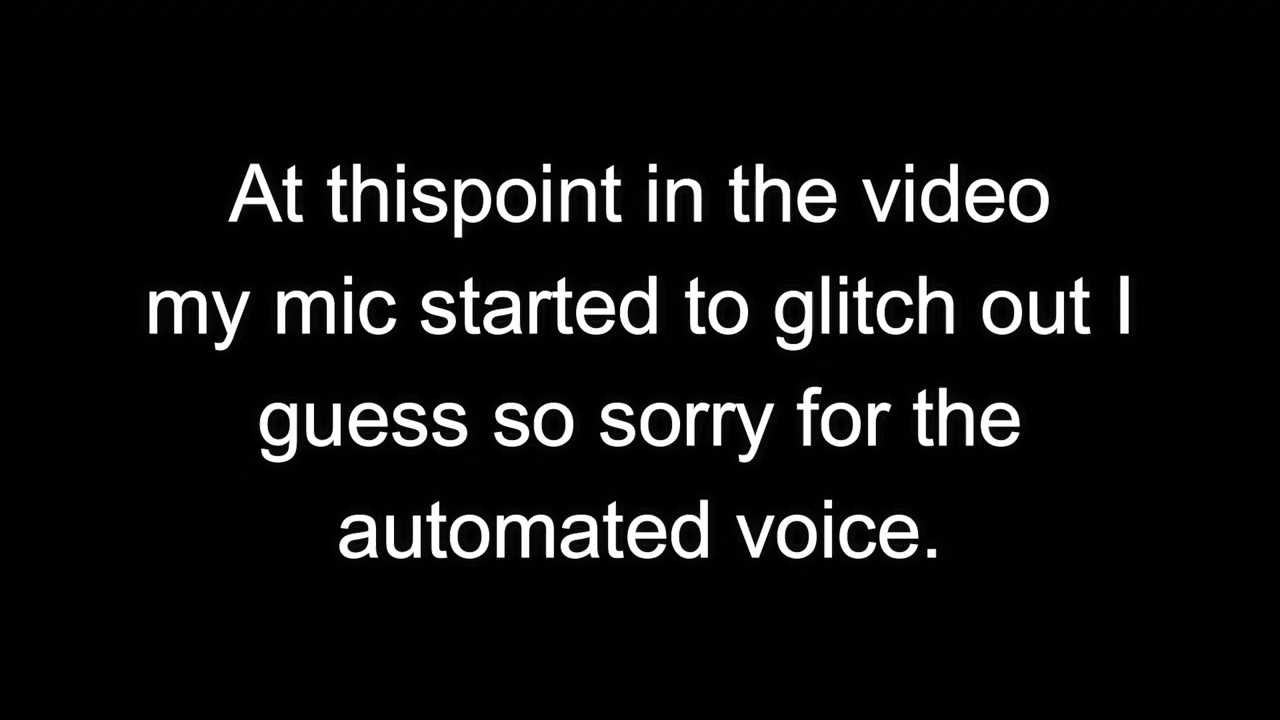 At thispoint in the video
my mic started to glitch out I
guess so sorry for the
automated voice.